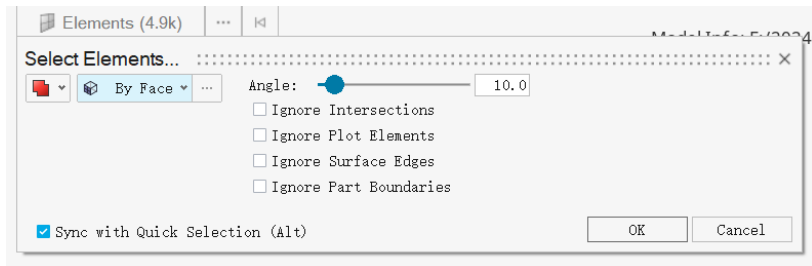 Elements (4.9k) ...
Select Elements...
By Face ... Angle: 10.0
Ignore Intersections
Ignore Plot Elements
Ignore Surface Edges
Ignore Part Boundaries
Sync with Quick Selection (Alt) OK Cancel